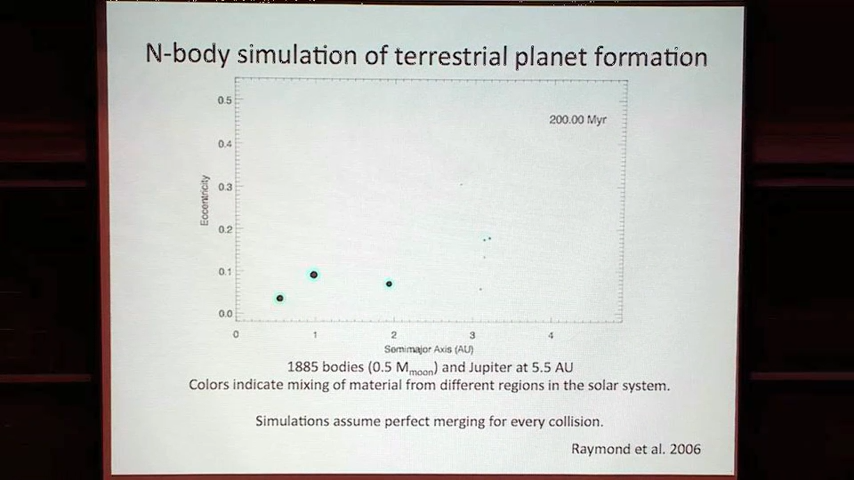 N-body simulation of terrestrial planet formation
0.5
200.00 Myr
0.4
0.3
Eccentricity
0.2
0.1
0.0
0 1 2 3 4
Semimajor Axis (AU)
1885 bodies (0.5 Mmoon) and Jupiter at 5.5 AU
Colors indicate mixing of material from different regions in the solar system.
Simulations assume perfect merging for every collision.
Raymond et al. 2006